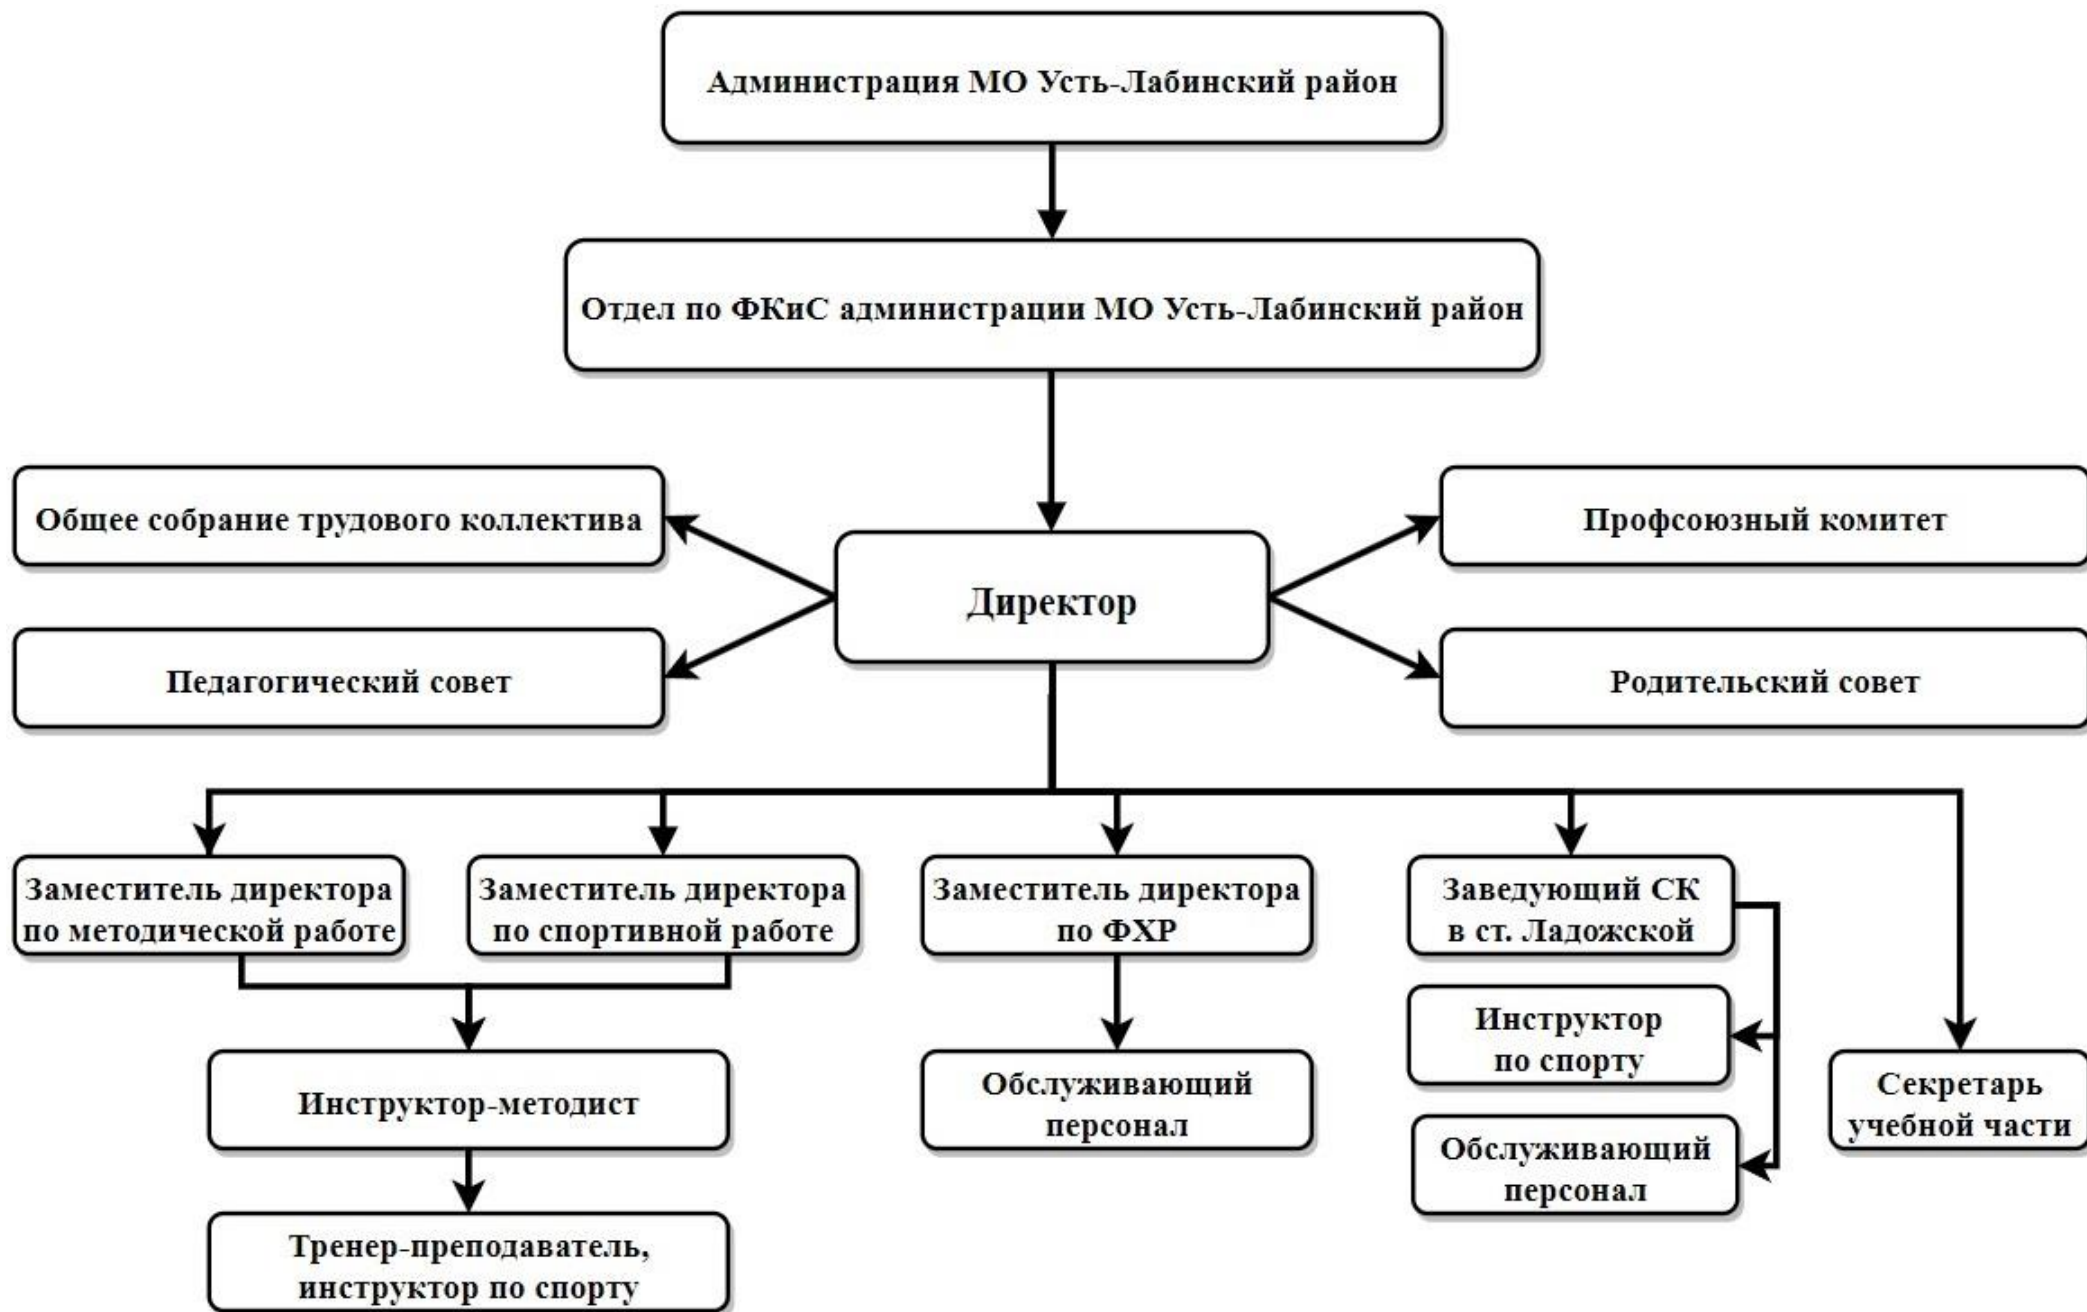 Администрация МО Усть-Лабинский район
Отдел по ФКиС администрации МО Усть-Лабинский район
Общее собрание трудового коллектива
Профсоюзный комитет
Директор
Педагогический совет
Родительский совет
Заместитель директора
по методической работе
Заместитель директора
по спортивной работе
Заместитель директора
по ФХР
Заведующий СК
в ст. Ладожской
Инструктор
по спорту
Инструктор-методист
Обслуживающий
персонал
Секретарь
учебной части
Обслуживающий
персонал
Тренер-преподаватель,
инструктор по спорту